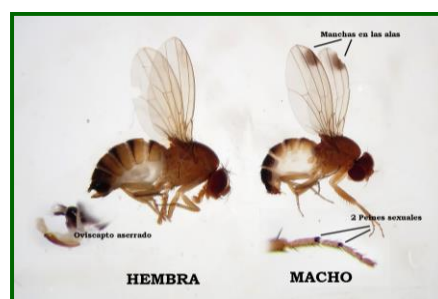 Manchas en las alas
2 Peines sexuales
Oviscapto aserrado
HEMBRA
MACHO